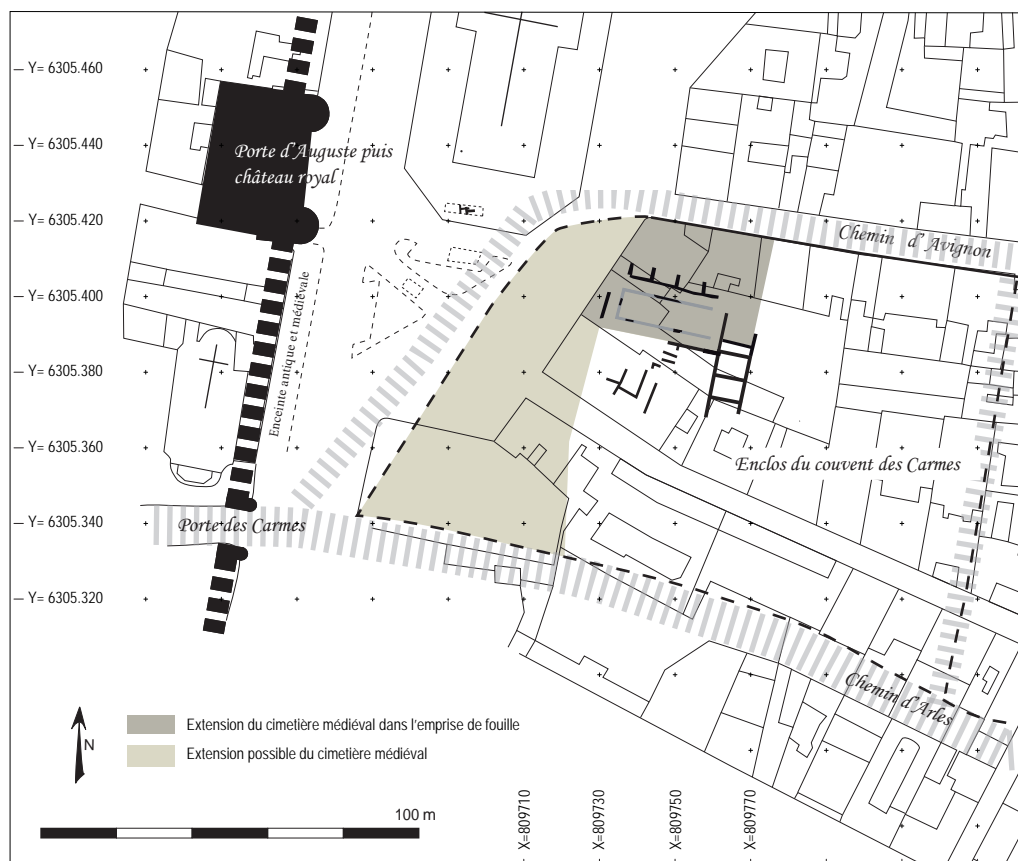 Y= 6305.460
Y= 6305.440
Porte d'Auguste puis
château royal
Y= 6305.420
Chemin d'Avignon
Y= 6305.400
Enceinte antique et médiévale
Y= 6305.380
Y= 6305.360
Enclos du couvent des Carmes
Y= 6305.340
Porte des Carmes
Y= 6305.320
Chemin d'Arles
N
Extension du cimetière médiéval dans l'emprise de fouille
Extension possible du cimetière médiéval
100 m
X=809710
X=809730
X=809750
X=809770